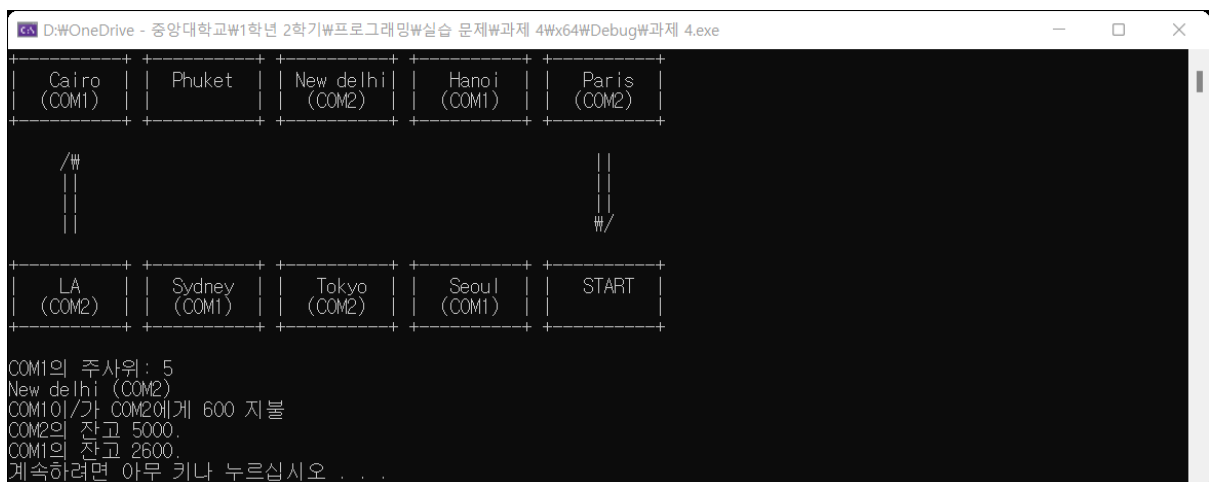 D:₩OneDrive - 중앙대학교₩1학년 2학기₩프로그래밍₩실습 문제₩과제 4₩x64₩Debug₩과제 4.exe
+----------+ +----------+ +----------+ +----------+ +----------+
|   Cairo  | |  Phuket  | | New delhi| |   Hanoi  | |   Paris  |
|  (COM1)  | |          | |  (COM2)  | |  (COM1)  | |  (COM2)  |
+----------+ +----------+ +----------+ +----------+ +----------+
/₩ ||
|| ||
|| ||
|| ₩/
+----------+ +----------+ +----------+ +----------+ +----------+
|    LA    | |  Sydney  | |   Tokyo  | |   Seoul  | |   START  |
|  (COM2)  | |  (COM1)  | |  (COM2)  | |  (COM1)  | |          |
+----------+ +----------+ +----------+ +----------+ +----------+
COM1의 주사위: 5
New delhi (COM2)
COM1이/가 COM2에게 600 지불
COM2의 잔고 5000.
COM1의 잔고 2600.
계속하려면 아무 키나 누르십시오 . . .